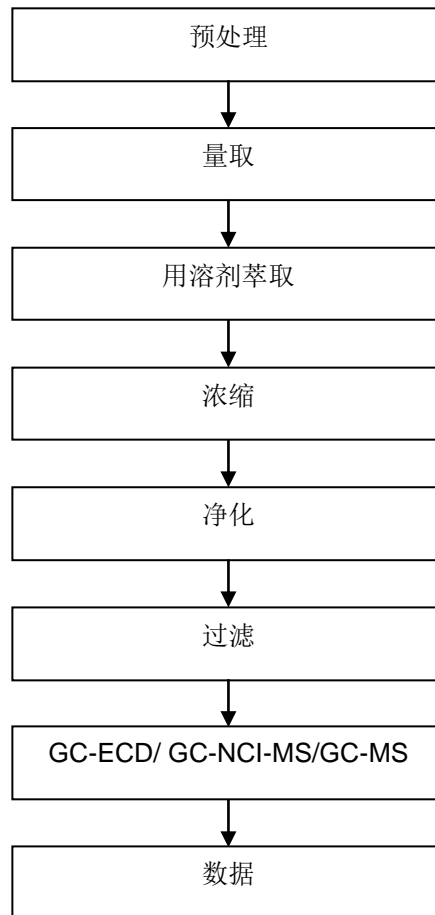 预处理
量取
用溶剂萃取
浓缩
净化
过滤
GC-ECD/ GC-NCI-MS/GC-MS
数据